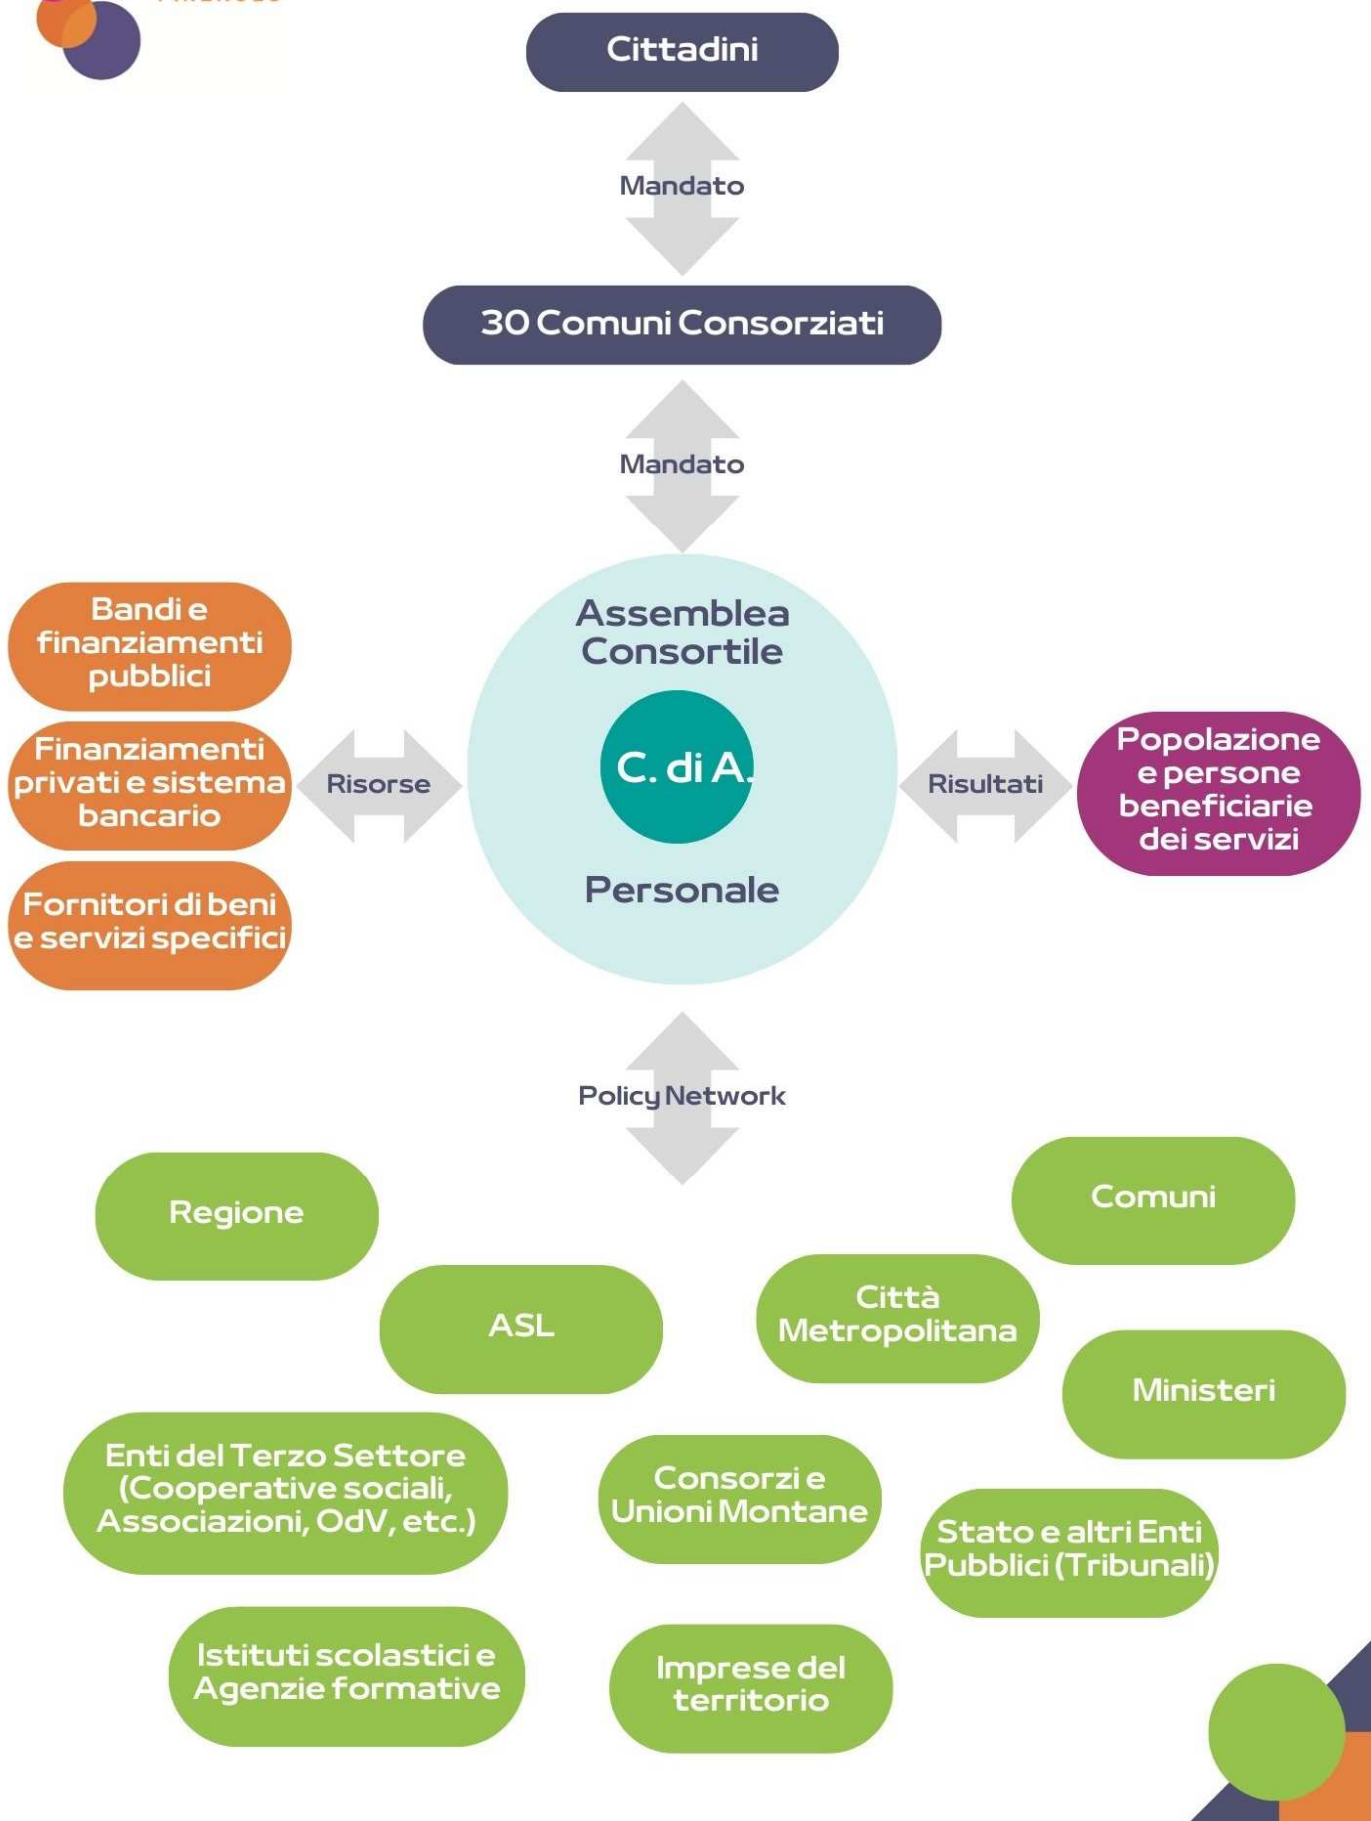 Cittadini
Mandato
30 Comuni Consorziati
Mandato
Assemblea
Consortile
C. di A.
Personale
Bandi e
finanziamenti
pubblici
Finanziamenti
privati e sistema
bancario
Fornitori di beni
e servizi specifici
Risorse
Risultati
Popolazione
e persone
beneficiarie
dei servizi
Policy Network
Regione
Comuni
ASL
Città
Metropolitana
Ministeri
Enti del Terzo Settore
(Cooperative sociali,
Associazioni, OdV, etc.)
Consorzi e
Unioni Montane
Stato e altri Enti
Pubblici (Tribunali)
Istituti scolastici e
Agenzie formative
Imprese del
territorio